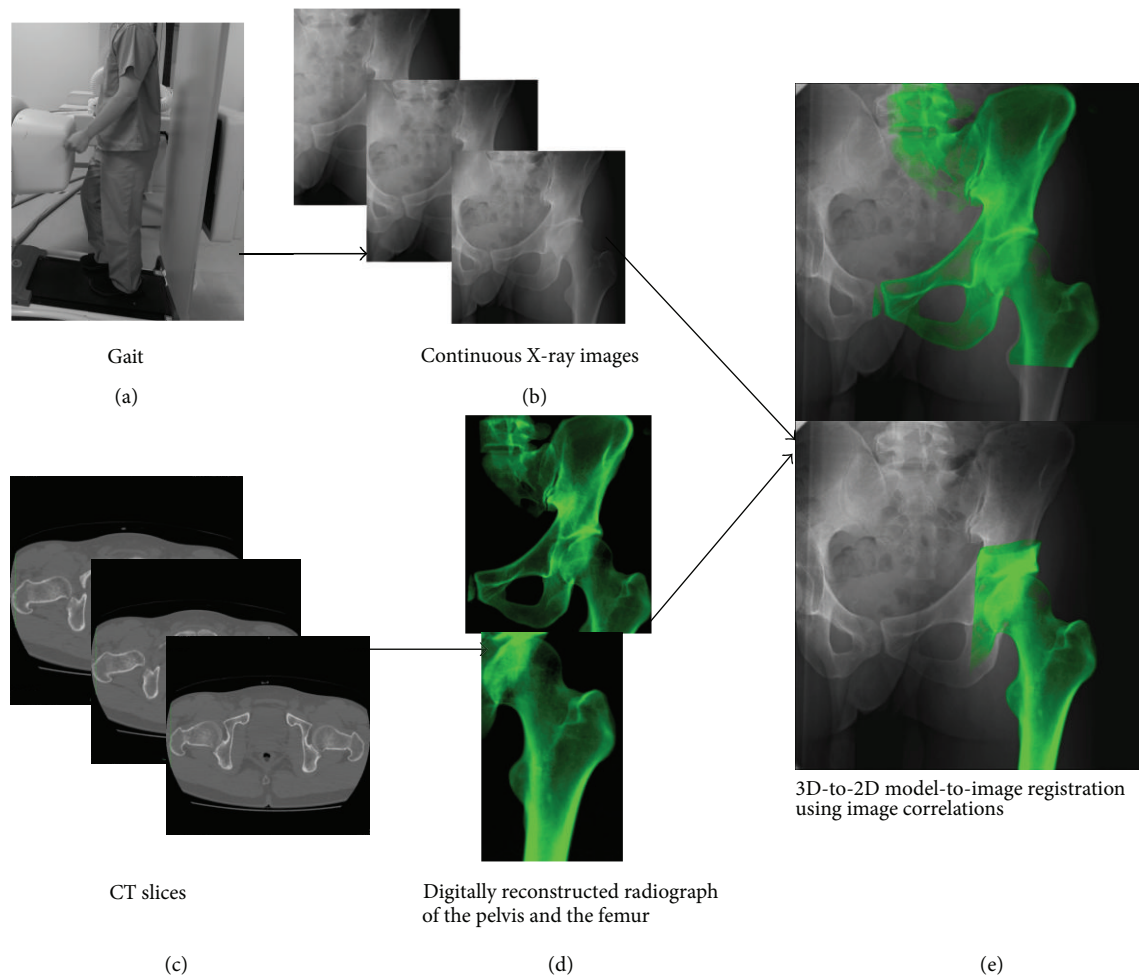 Gait
(a)
Continuous X-ray images
(b)
CT slices
(c)
Digitally reconstructed radiograph
of the pelvis and the femur
(d)
3D-to-2D model-to-image registration
using image correlations
(e)